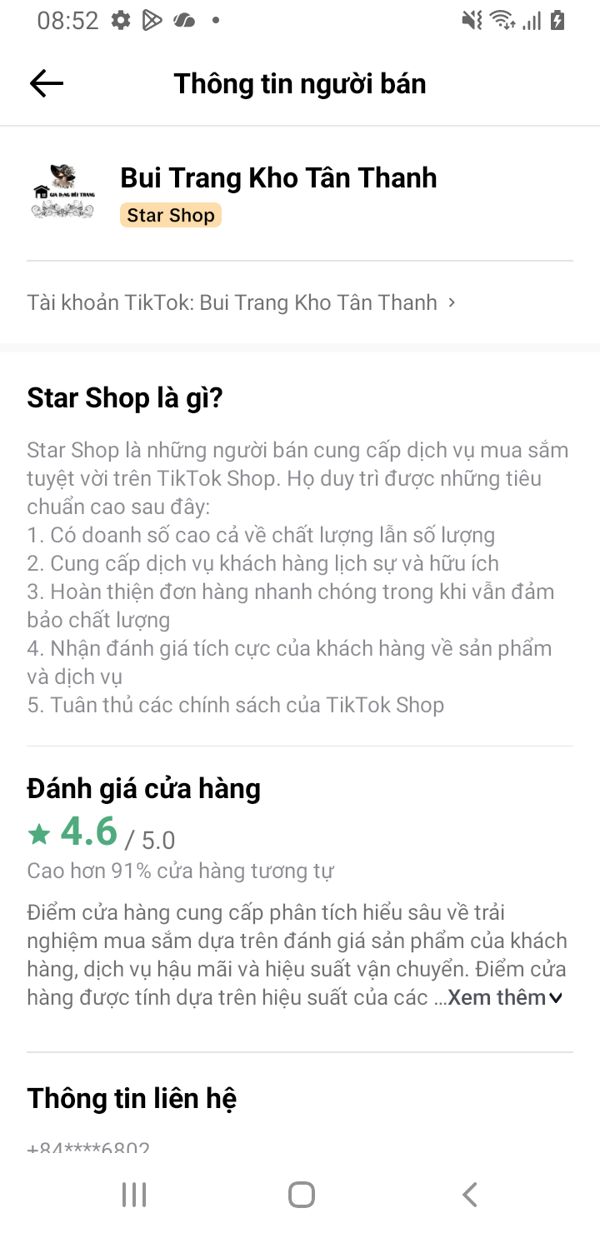 08:52
Thông tin người bán
GIA DỤNG BÙI TRANG
Bui Trang Kho Tân Thanh
Star Shop
Tài khoản TikTok: Bui Trang Kho Tân Thanh >
Star Shop là gì?
Star Shop là những người bán cung cấp dịch vụ mua sắm
tuyệt vời trên TikTok Shop. Họ duy trì được những tiêu
chuẩn cao sau đây:
1. Có doanh số cao cả về chất lượng lẫn số lượng
2. Cung cấp dịch vụ khách hàng lịch sự và hữu ích
3. Hoàn thiện đơn hàng nhanh chóng trong khi vẫn đảm
bảo chất lượng
4. Nhận đánh giá tích cực của khách hàng về sản phẩm
và dịch vụ
5. Tuân thủ các chính sách của TikTok Shop
Đánh giá cửa hàng
4.6 / 5.0
Cao hơn 91% cửa hàng tương tự
Điểm cửa hàng cung cấp phân tích hiểu sâu về trải
nghiệm mua sắm dựa trên đánh giá sản phẩm của khách
hàng, dịch vụ hậu mãi và hiệu suất vận chuyển. Điểm cửa
hàng được tính dựa trên hiệu suất của các ...Xem thêm
Thông tin liên hệ
+84****6802